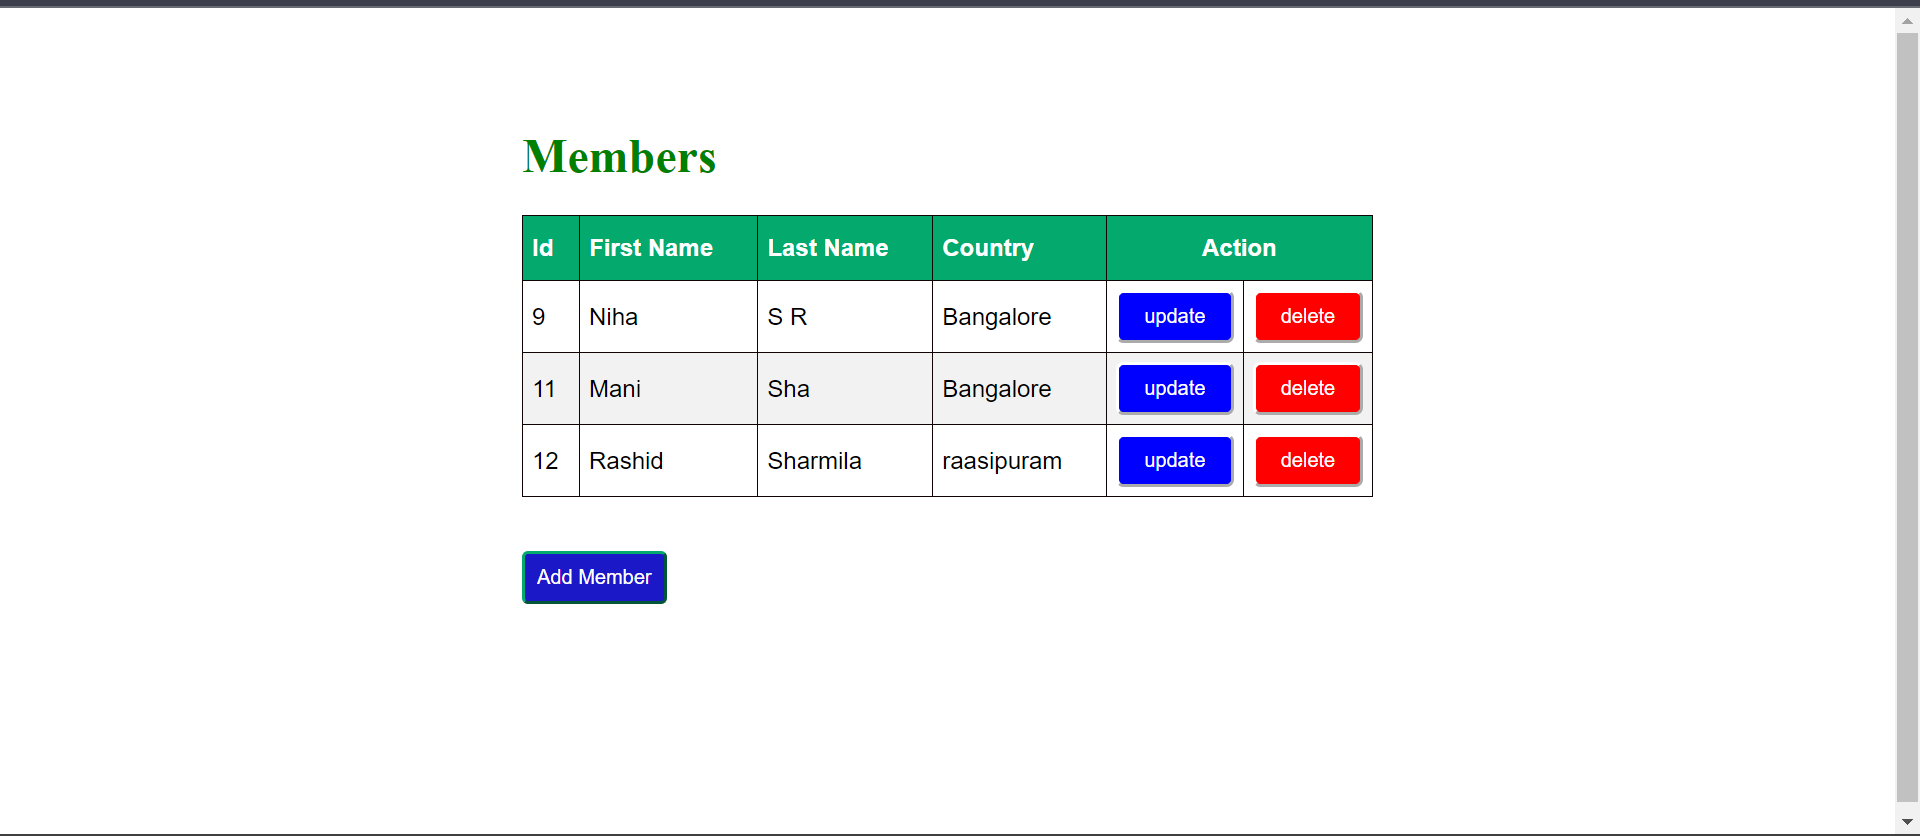 Members
Id First Name Last Name Country Action
9 Niha S R Bangalore update delete
11 Mani Sha Bangalore update delete
12 Rashid Sharmila raasipuram update delete
Add Member